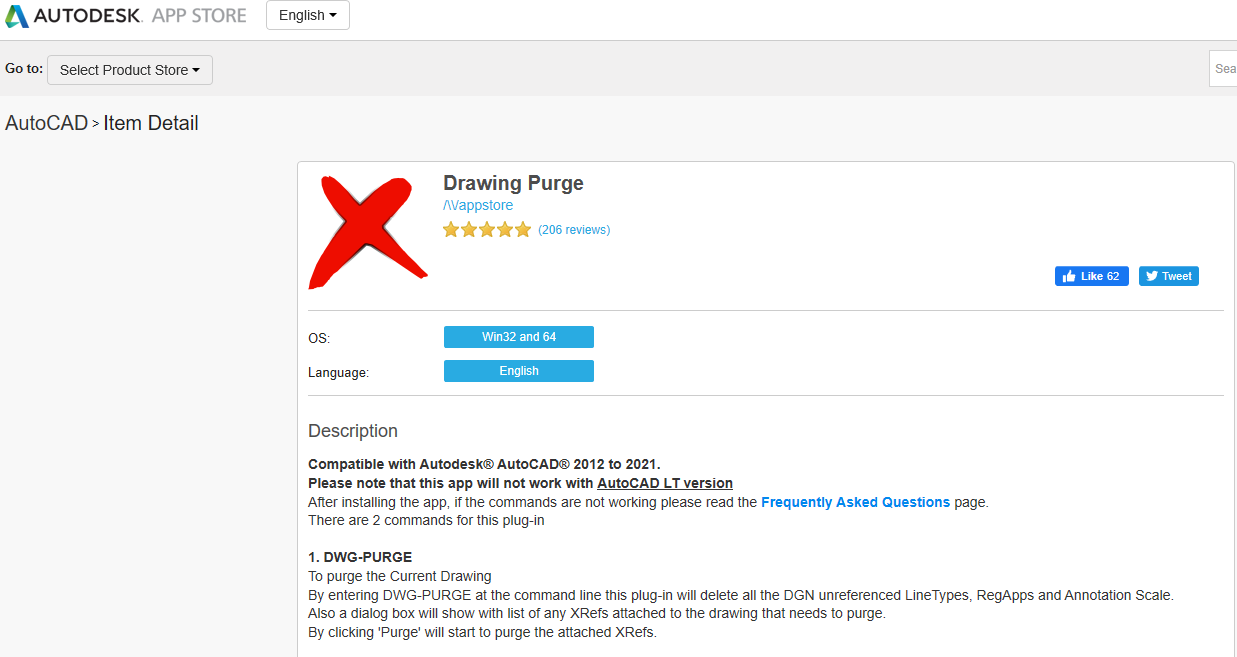 AUTODESK. APP STORE English
Go to: Select Product Store
Sea
AutoCAD > Item Detail
Drawing Purge
/\\/appstore
(206 reviews)
Like 62 Tweet
OS: Win32 and 64
Language: English
Description
Compatible with Autodesk® AutoCAD® 2012 to 2021.
Please note that this app will not work with AutoCAD LT version
After installing the app, if the commands are not working please read the Frequently Asked Questions page.
There are 2 commands for this plug-in
1. DWG-PURGE
To purge the Current Drawing
By entering DWG-PURGE at the command line this plug-in will delete all the DGN unreferenced LineTypes, RegApps and Annotation Scale.
Also a dialog box will show with list of any XRefs attached to the drawing that needs to purge.
By clicking 'Purge' will start to purge the attached XRefs.